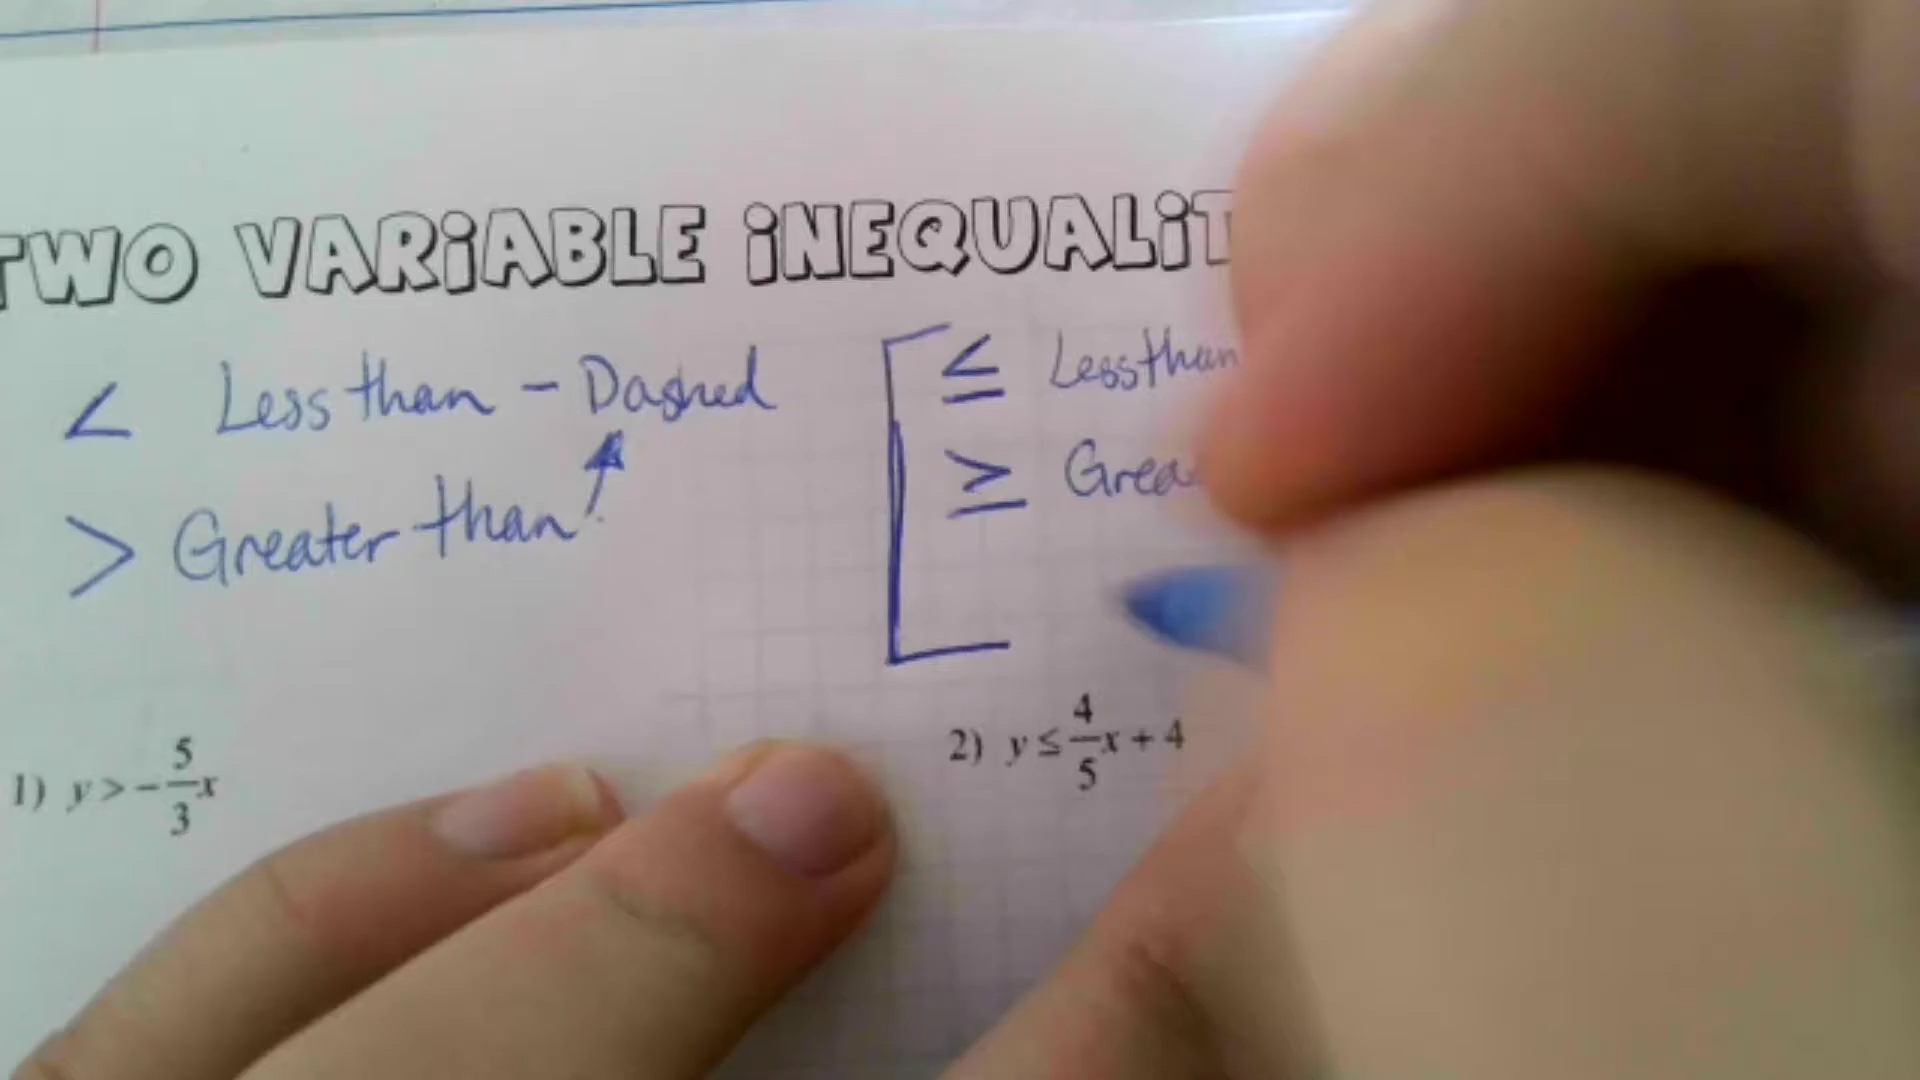 TWO VARIABLE INEQUALIT
< Less than - Dashed
> Greater than
≤ Less than
≥ Grea
1) y > -5/3x
2) y ≤ 4/5x + 4